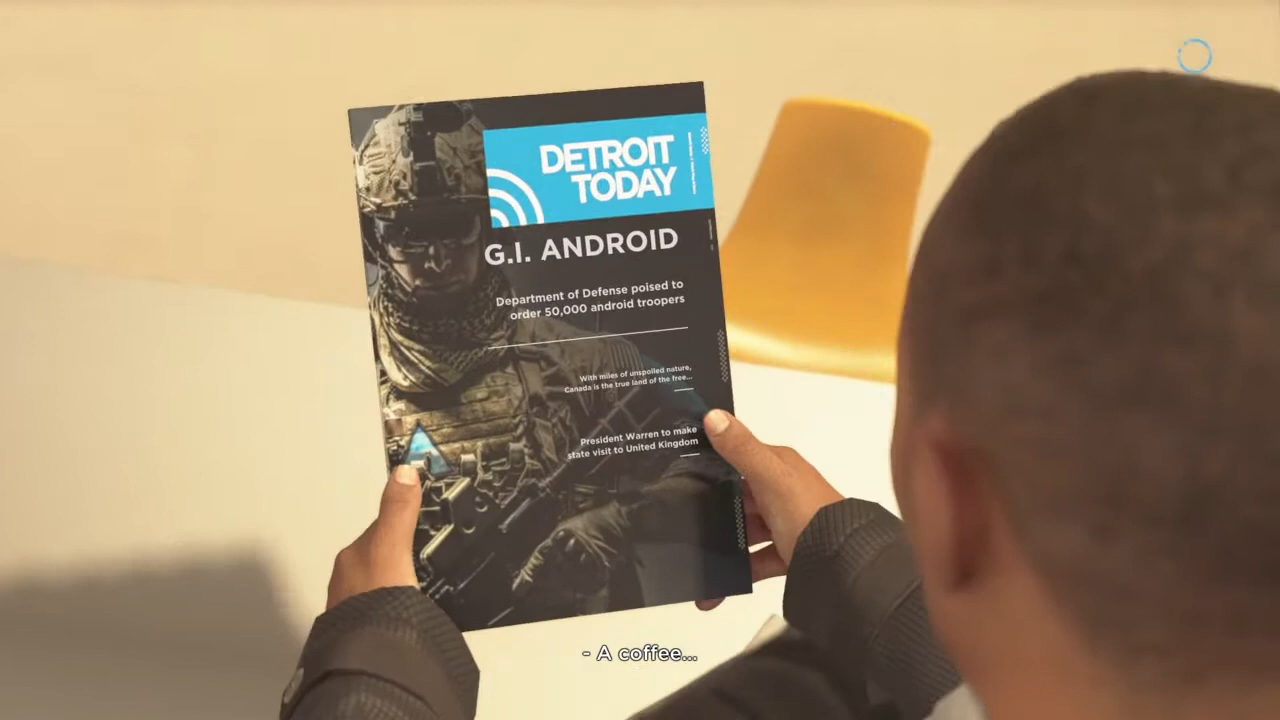 DETROIT
TODAY
G.I. ANDROID
Department of Defense poised to
order 50,000 android troopers
With miles of unspoiled nature,
Canada is the true land of the free...
President Warren to make
state visit to United Kingdom
- A coffee...